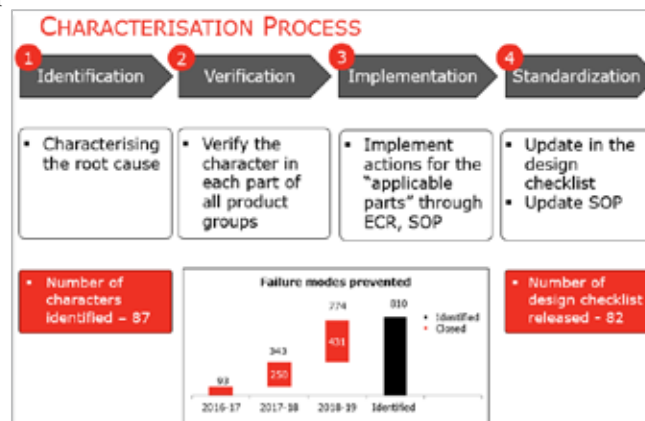 CHARACTERISATION PROCESS
1
Identification
2
Verification
3
Implementation
4
Standardization
▪ Characterising
the root cause
▪ Verify the
character in
each part of
all product
groups
▪ Implement
actions for the
"applicable
parts" through
ECR, SOP
▪ Update in the
design
checklist
▪ Update SOP
▪ Number of
characters
identified – 87
Failure modes prevented
93
343
250
774
431
810
▪ Identified
▪ Closed
2016-17
2017-18
2018-19
Identified
▪ Number of
design checklist
released - 82